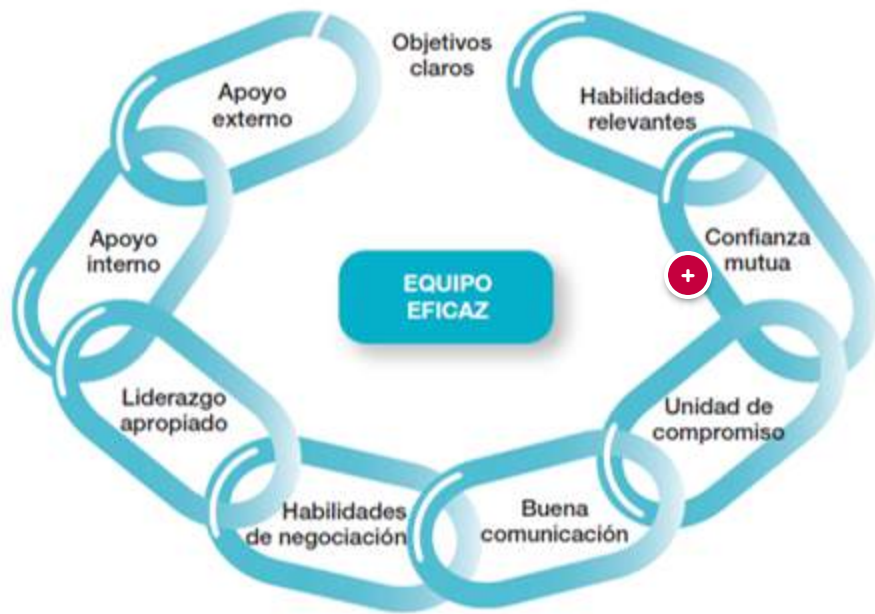 Objetivos
claros
Habilidades
relevantes
Confianza
mutua
Unidad de
compromiso
Buena
comunicación
Habilidades
de negociación
Liderazgo
apropiado
Apoyo
interno
Apoyo
externo
EQUIPO
EFICAZ
+